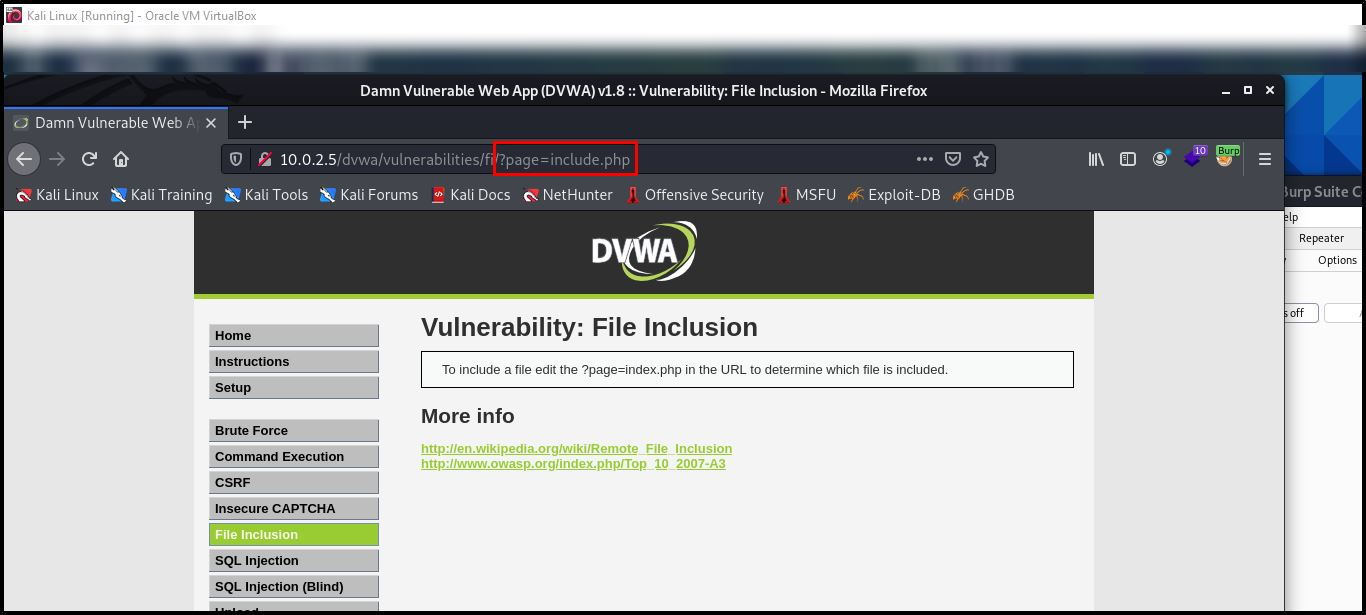 Kali Linux [Running] - Oracle VM VirtualBox
Damn Vulnerable Web App (DVWA) v1.8 :: Vulnerability: File Inclusion - Mozilla Firefox
Damn Vulnerable Web Ap
10.0.2.5/dvwa/vulnerabilities/fi/?page=include.php
10
Burp
Kali Linux Kali Training Kali Tools Kali Forums Kali Docs NetHunter Offensive Security MSFU Exploit-DB GHDB
Burp Suite C
elp
Repeater
Options
s off
DVWA
Vulnerability: File Inclusion
To include a file edit the ?page=index.php in the URL to determine which file is included.
More info
http://en.wikipedia.org/wiki/Remote_File_Inclusion
http://www.owasp.org/index.php/Top_10_2007-A3
Home
Instructions
Setup
Brute Force
Command Execution
CSRF
Insecure CAPTCHA
File Inclusion
SQL Injection
SQL Injection (Blind)
Upload